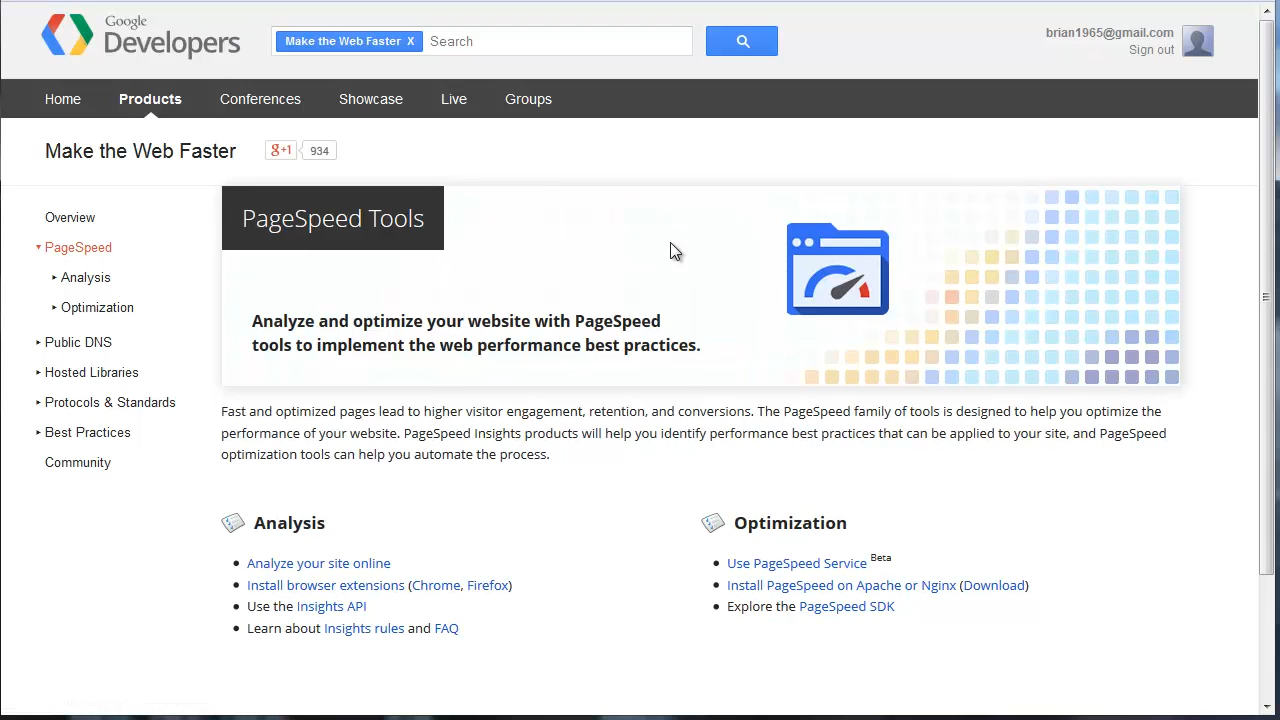 Google
Developers
Make the Web Faster X Search
brian1965@gmail.com
Sign out
Home Products Conferences Showcase Live Groups
Make the Web Faster g+1 934
Overview
PageSpeed
Analysis
Optimization
Public DNS
Hosted Libraries
Protocols & Standards
Best Practices
Community
PageSpeed Tools
Analyze and optimize your website with PageSpeed
tools to implement the web performance best practices.
Fast and optimized pages lead to higher visitor engagement, retention, and conversions. The PageSpeed family of tools is designed to help you optimize the
performance of your website. PageSpeed Insights products will help you identify performance best practices that can be applied to your site, and PageSpeed
optimization tools can help you automate the process.
Analysis
Analyze your site online
Install browser extensions (Chrome, Firefox)
Use the Insights API
Learn about Insights rules and FAQ
Optimization
Use PageSpeed Service Beta
Install PageSpeed on Apache or Nginx (Download)
Explore the PageSpeed SDK